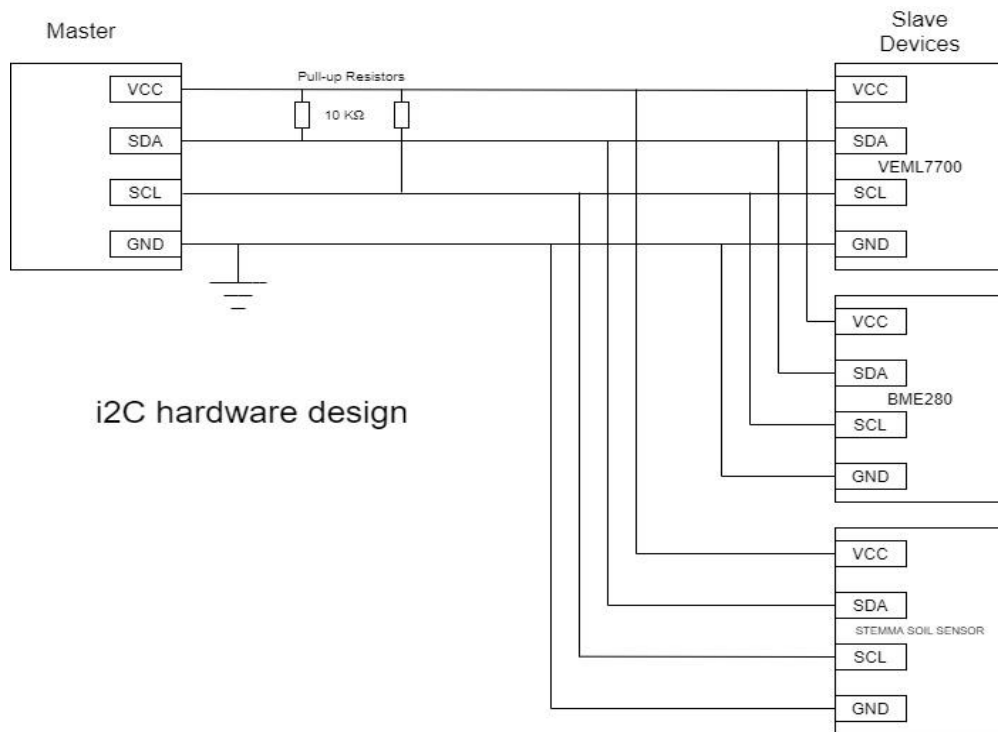 Master
Slave
Devices
Pull-up Resistors
10 KΩ
VCC
SDA
SCL
GND
VCC
SDA
VEML7700
SCL
GND
i2C hardware design
VCC
SDA
BME280
SCL
GND
VCC
SDA
STEMMA SOIL SENSOR
SCL
GND